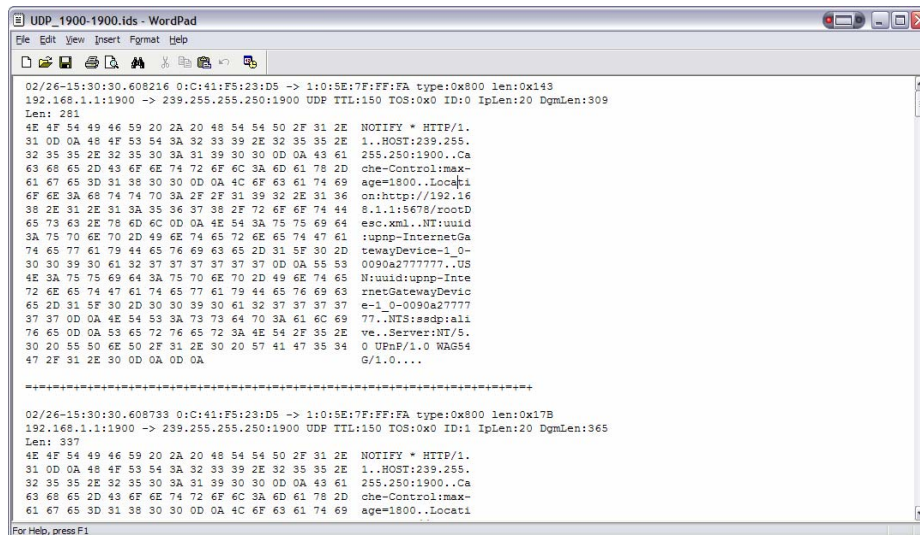 UDP_1900-1900.ids - WordPad
File Edit View Insert Format Help
02/26-15:30:30.608216 0:C:41:F5:23:D5 -> 1:0:5E:7F:FF:FA type:0x800 len:0x143
192.168.1.1:1900 -> 239.255.255.250:1900 UDP TTL:150 TOS:0x0 ID:0 IpLen:20 DgmLen:309
Len: 281
4E 4F 54 49 46 59 20 2A 20 48 54 54 50 2F 31 2E NOTIFY * HTTP/1.
31 0D 0A 48 4F 53 54 3A 32 33 39 2E 32 35 35 2E 1..HOST:239.255.
32 35 35 2E 32 35 30 3A 31 39 30 30 0D 0A 43 61 255.250:1900..Ca
63 68 65 2D 43 6F 6E 74 72 6F 6C 3A 6D 61 78 2D che-Control:max-
61 67 65 3D 31 38 30 30 0D 0A 4C 6F 63 61 74 69 age=1800..Locati
6F 6E 3A 68 74 74 70 3A 2F 2F 31 39 32 2E 31 36 on:http://192.16
38 2E 31 2E 31 3A 35 36 37 38 2F 72 6F 6F 74 44 8.1.1:5678/rootD
65 73 63 2E 78 6D 6C 0D 0A 4E 54 3A 75 75 69 64 esc.xml..NT:uuid
3A 75 70 6E 70 2D 49 6E 74 65 72 6E 65 74 47 61 :upnp-InternetGa
74 65 77 61 79 44 65 76 69 63 65 2D 31 5F 30 2D tewayDevice-1_0-
30 30 39 30 61 32 37 37 37 37 37 37 0D 0A 55 53 0090a2777777..US
4E 3A 75 75 69 64 3A 75 70 6E 70 2D 49 6E 74 65 N:uuid:upnp-Inte
72 6E 65 74 47 61 74 65 77 61 79 44 65 76 69 63 rnetGatewayDevic
65 2D 31 5F 30 2D 30 30 39 30 61 32 37 37 37 37 e-1_0-0090a27777
37 37 0D 0A 4E 54 53 3A 73 73 64 70 3A 61 6C 69 77..NTS:ssdp:ali
76 65 0D 0A 53 65 72 76 65 72 3A 4E 54 2F 35 2E ve..Server:NT/5.
30 20 55 50 6E 50 2F 31 2E 30 20 57 41 47 35 34 0 UPnP/1.0 WAG54
47 2F 31 2E 30 0D 0A 0D 0A G/1.0....
=+=+=+=+=+=+=+=+=+=+=+=+=+=+=+=+=+=+=+=+=+=+=+=+=+=+=+=+=+=+=+=+=+=+=+=+=+
02/26-15:30:30.608733 0:C:41:F5:23:D5 -> 1:0:5E:7F:FF:FA type:0x800 len:0x17B
192.168.1.1:1900 -> 239.255.255.250:1900 UDP TTL:150 TOS:0x0 ID:1 IpLen:20 DgmLen:365
Len: 337
4E 4F 54 49 46 59 20 2A 20 48 54 54 50 2F 31 2E NOTIFY * HTTP/1.
31 0D 0A 48 4F 53 54 3A 32 33 39 2E 32 35 35 2E 1..HOST:239.255.
32 35 35 2E 32 35 30 3A 31 39 30 30 0D 0A 43 61 255.250:1900..Ca
63 68 65 2D 43 6F 6E 74 72 6F 6C 3A 6D 61 78 2D che-Control:max-
61 67 65 3D 31 38 30 30 0D 0A 4C 6F 63 61 74 69 age=1800..Locati
For Help, press F1